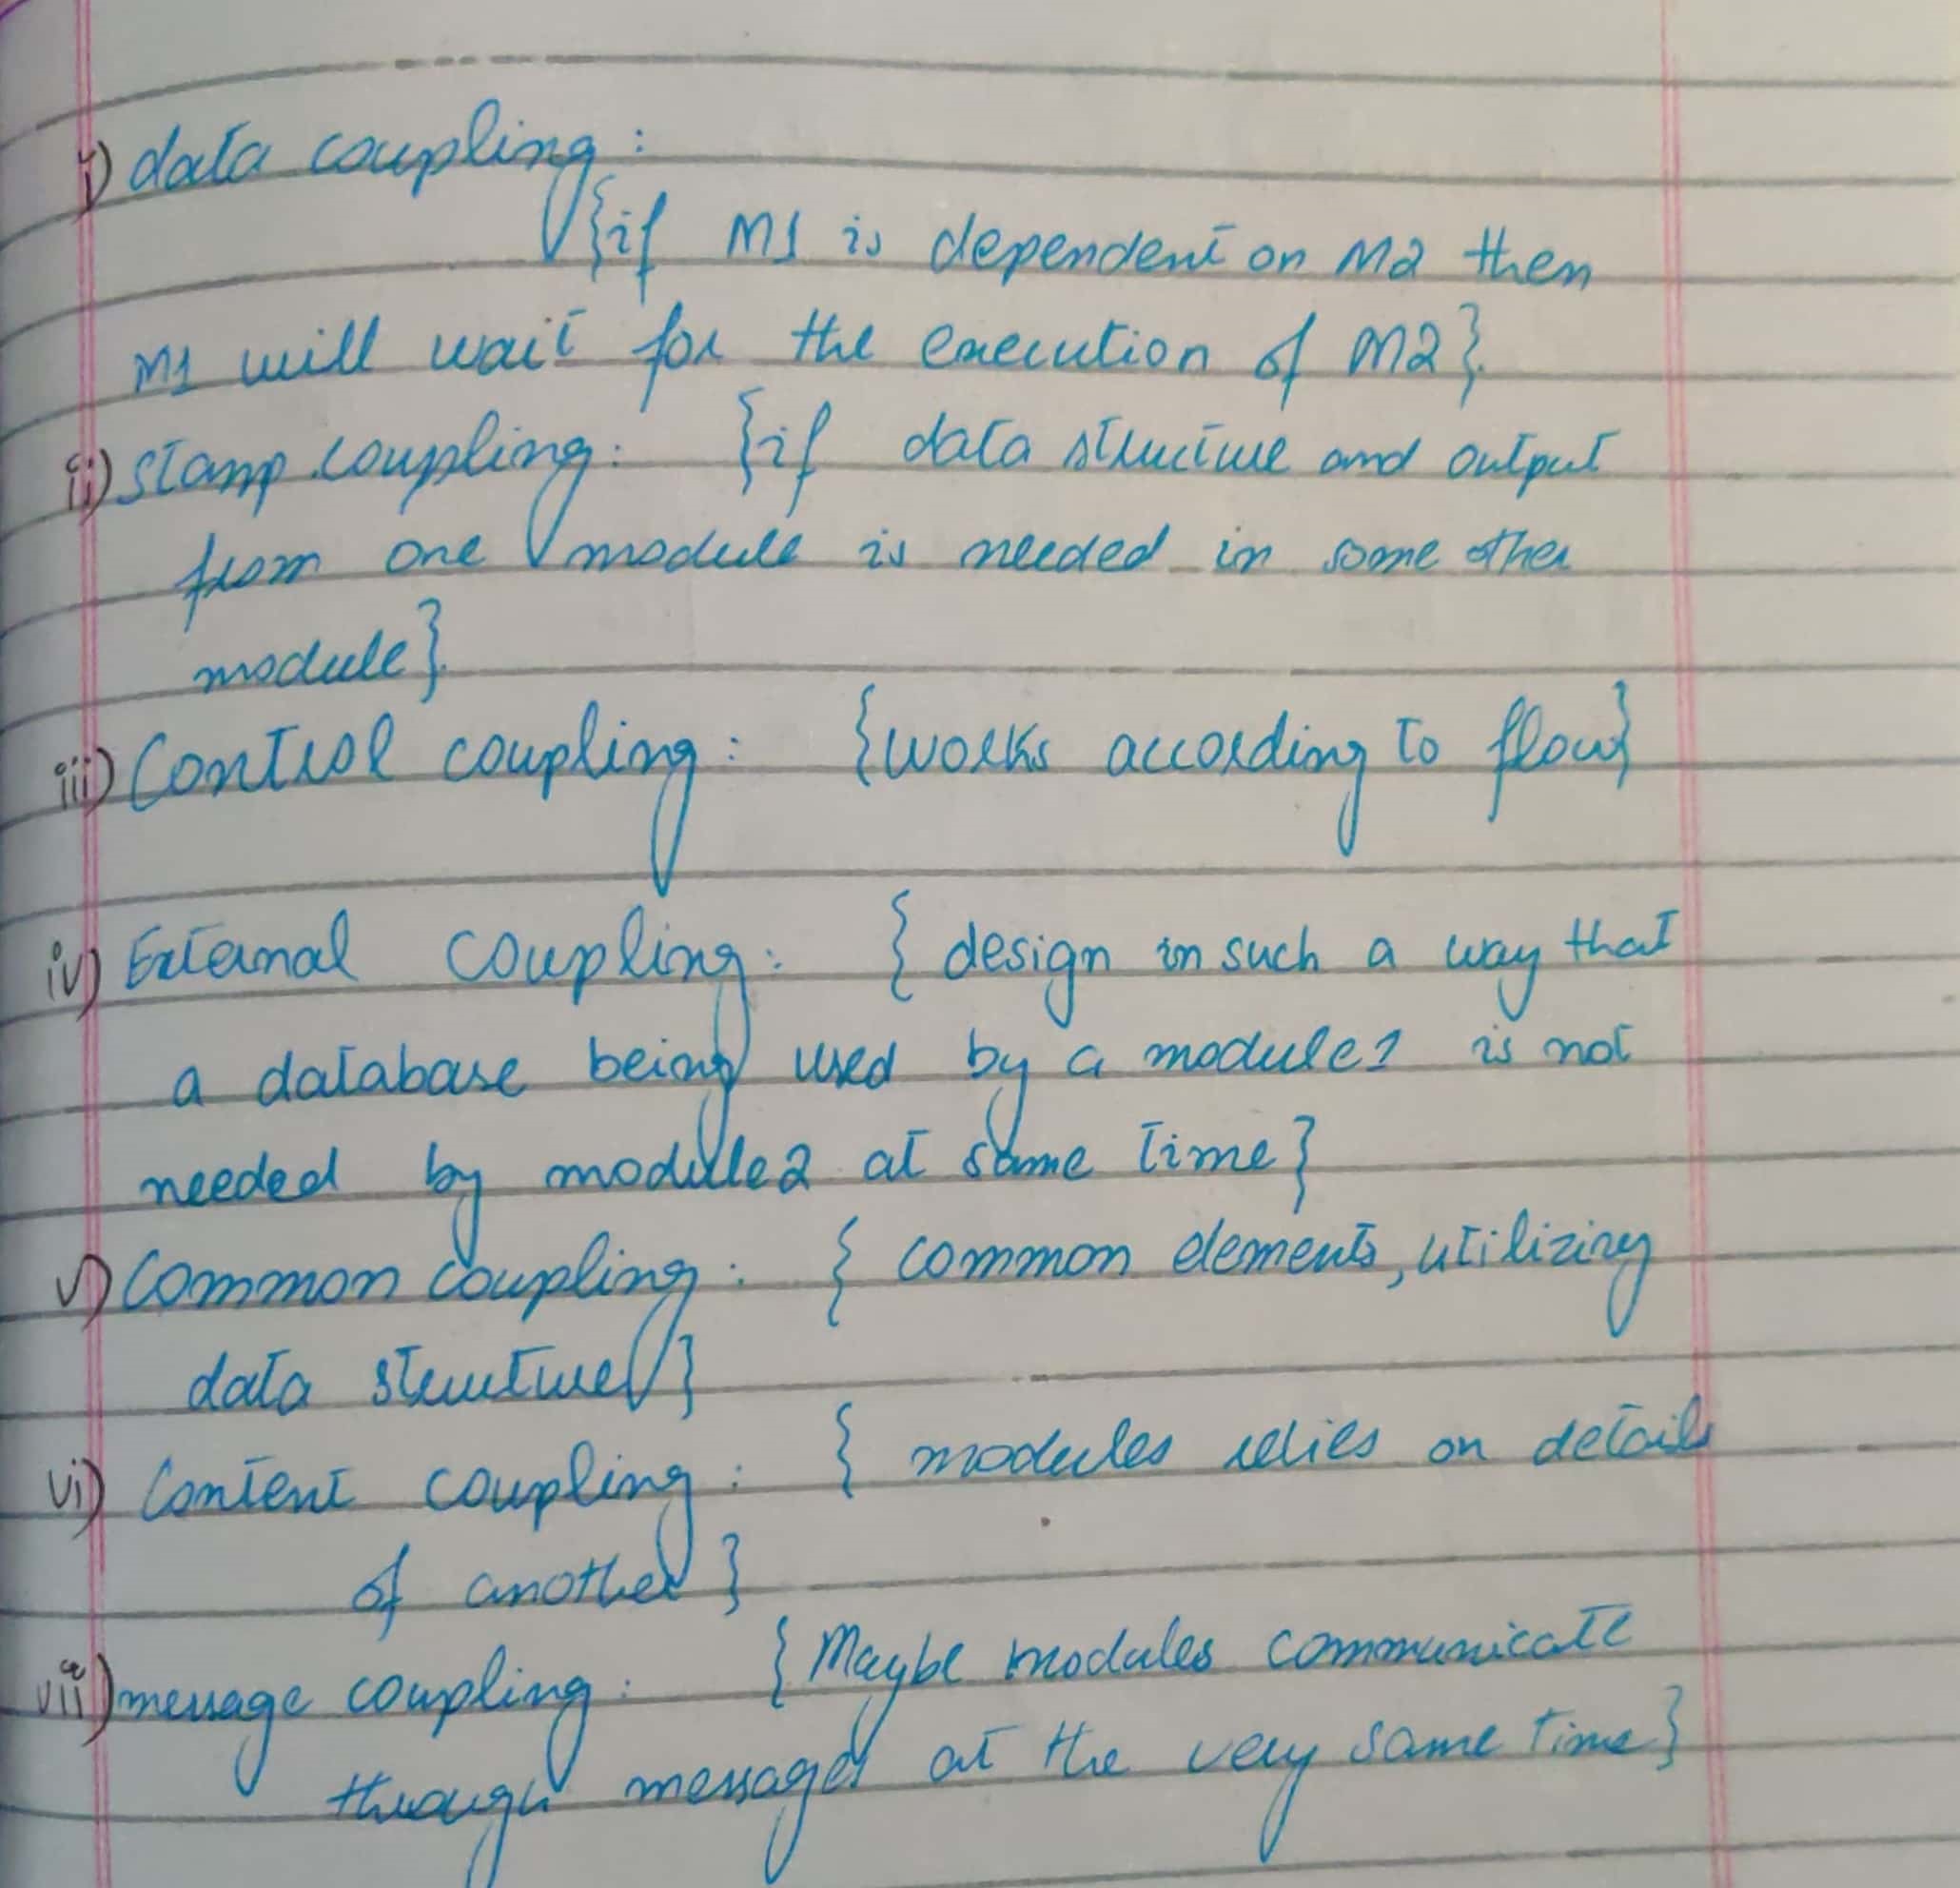 i) data coupling :
{if M1 is dependent on M2 then
M1 will wait for the execution of M2}.
ii) Stamp coupling : {if data structure and output
from one module is needed in some other
module}.
iii) Control coupling : {works according to flow}
iv) External coupling : { design in such a way that
a database being used by a module1 is not
needed by module2 at same time}
v) Common coupling : { common elements, utilizing
data structure}
vi) Content coupling : { modules relies on details
of another }
vii) message coupling : {Maybe modules communicate
through messages at the very same time}